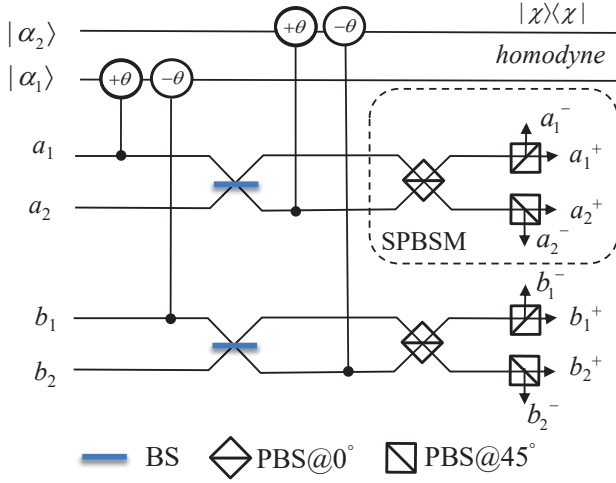 |α₂⟩ +θ −θ |χ⟩⟨χ|
homodyne
|α₁⟩ +θ −θ
a₁⁻
a₁ a₁⁺
a₂ a₂⁺
SPBSM a₂⁻
b₁⁻
b₁ b₁⁺
b₂ b₂⁺
b₂⁻
BS PBS@0° PBS@45°